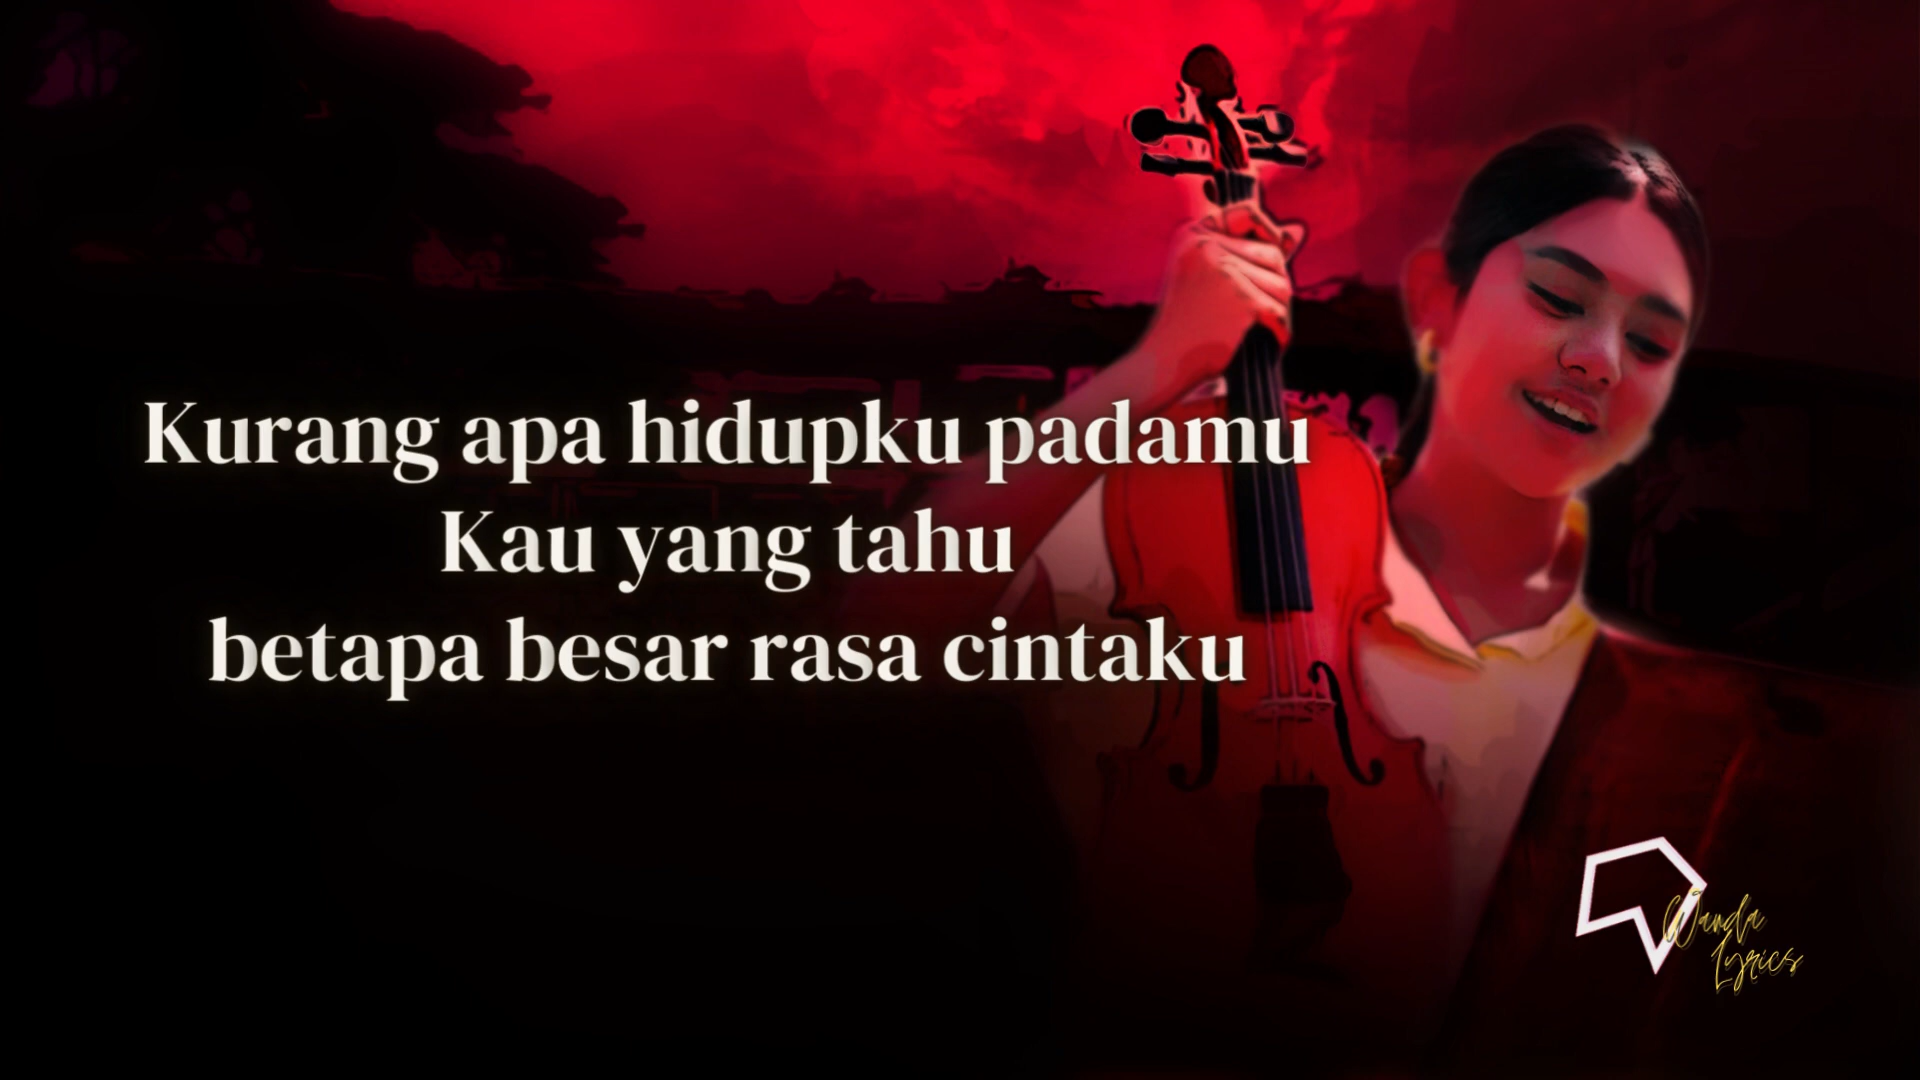 Kurang apa hidupku padamu
Kau yang tahu
betapa besar rasa cintaku
Wanda
Lyrics